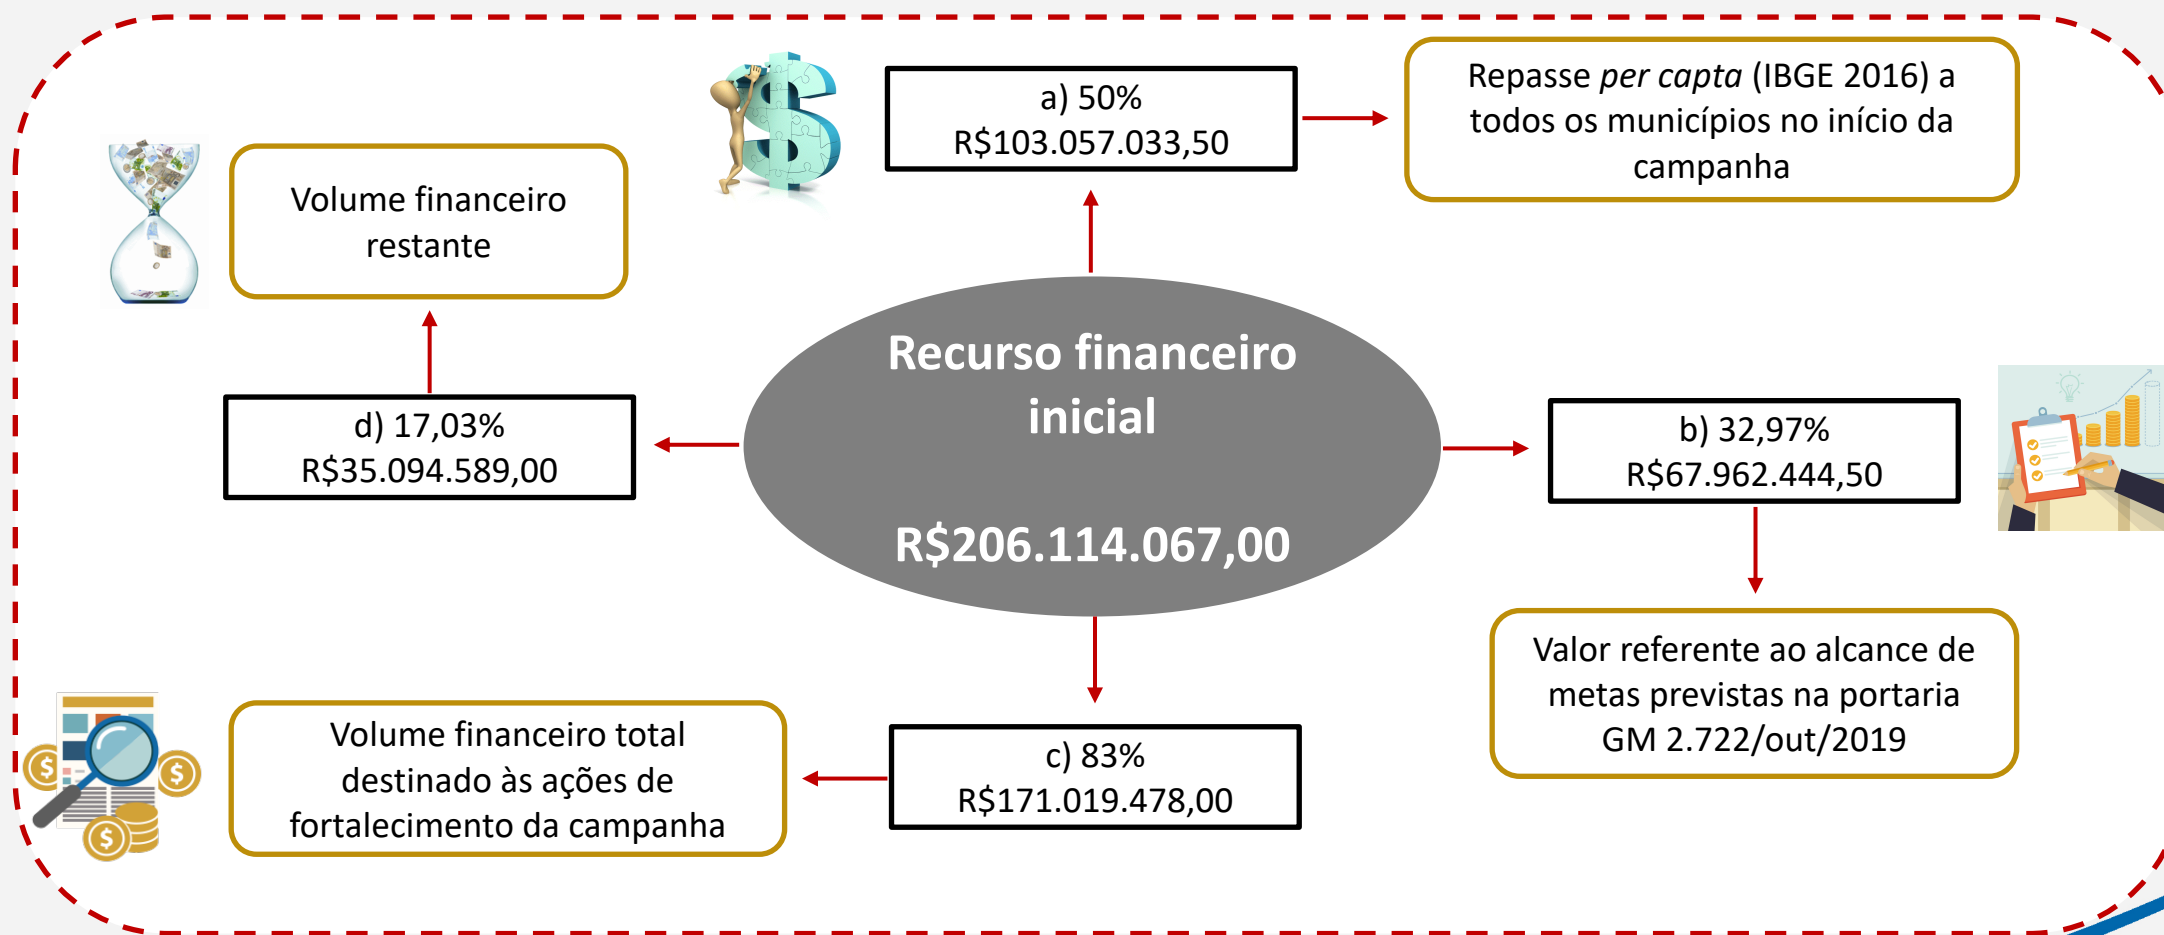 a) 50%
R$103.057.033,50
Repasse per capta (IBGE 2016) a
todos os municípios no início da
campanha
Volume financeiro
restante
Recurso financeiro
inicial
R$206.114.067,00
d) 17,03%
R$35.094.589,00
b) 32,97%
R$67.962.444,50
Valor referente ao alcance de
metas previstas na portaria
GM 2.722/out/2019
c) 83%
R$171.019.478,00
Volume financeiro total
destinado às ações de
fortalecimento da campanha